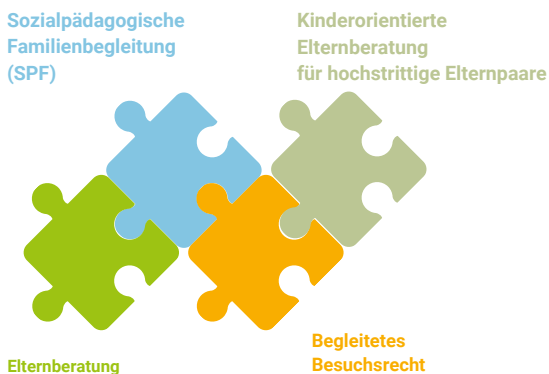 Sozialpädagogische
Familienbegleitung
(SPF)
Kinderorientierte
Elternberatung
für hochstrittige Elternpaare
Begleitetes
Besuchsrecht
Elternberatung